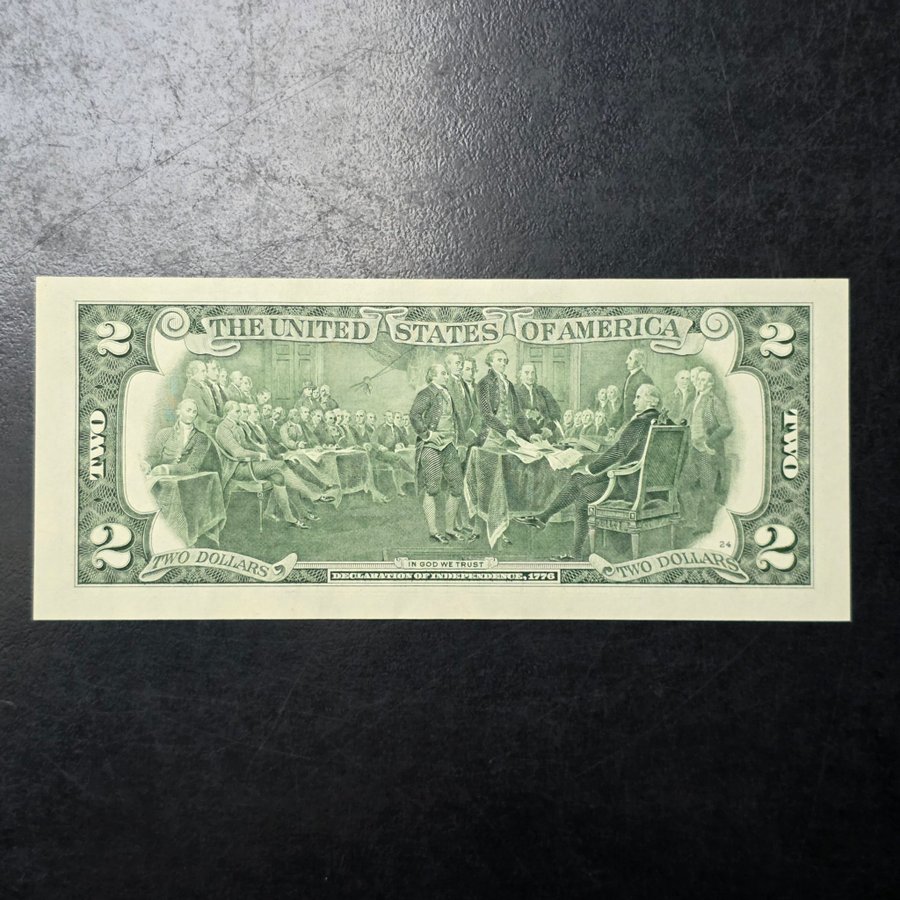 THE UNITED STATES OF AMERICA
2
2
TWO
TWO
2
2
24
TWO DOLLARS
IN GOD WE TRUST
TWO DOLLARS
DECLARATION OF INDEPENDENCE, 1776